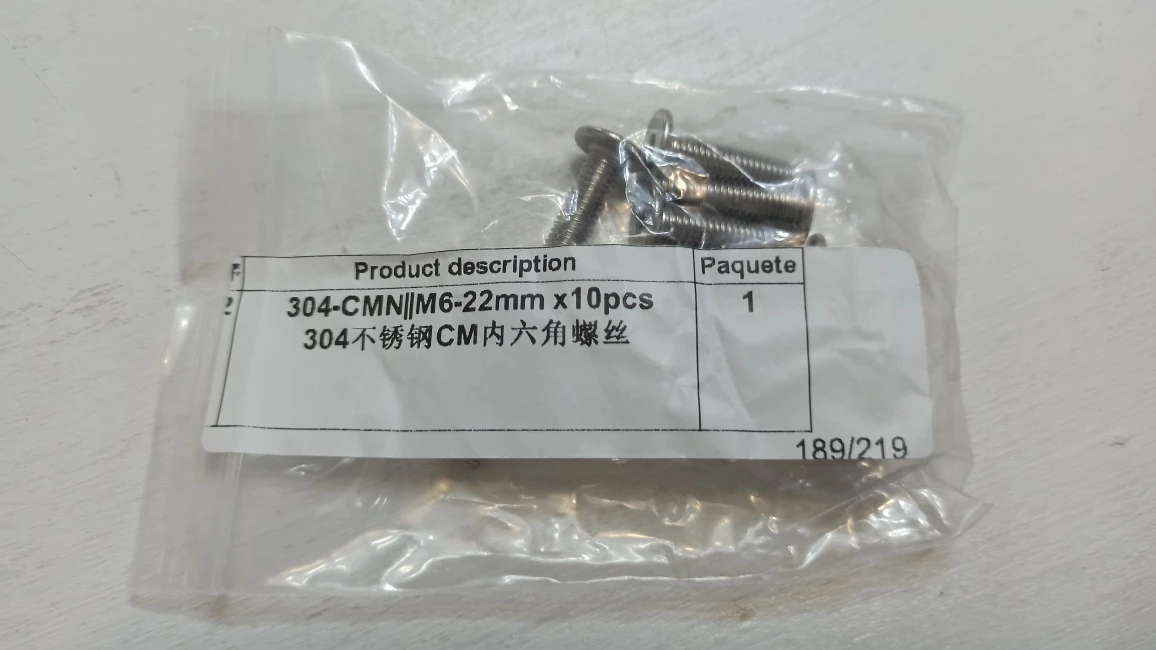 Product description Paquete
2 304-CMN||M6-22mm x10pcs 1
304不锈钢CM内六角螺丝
189/219